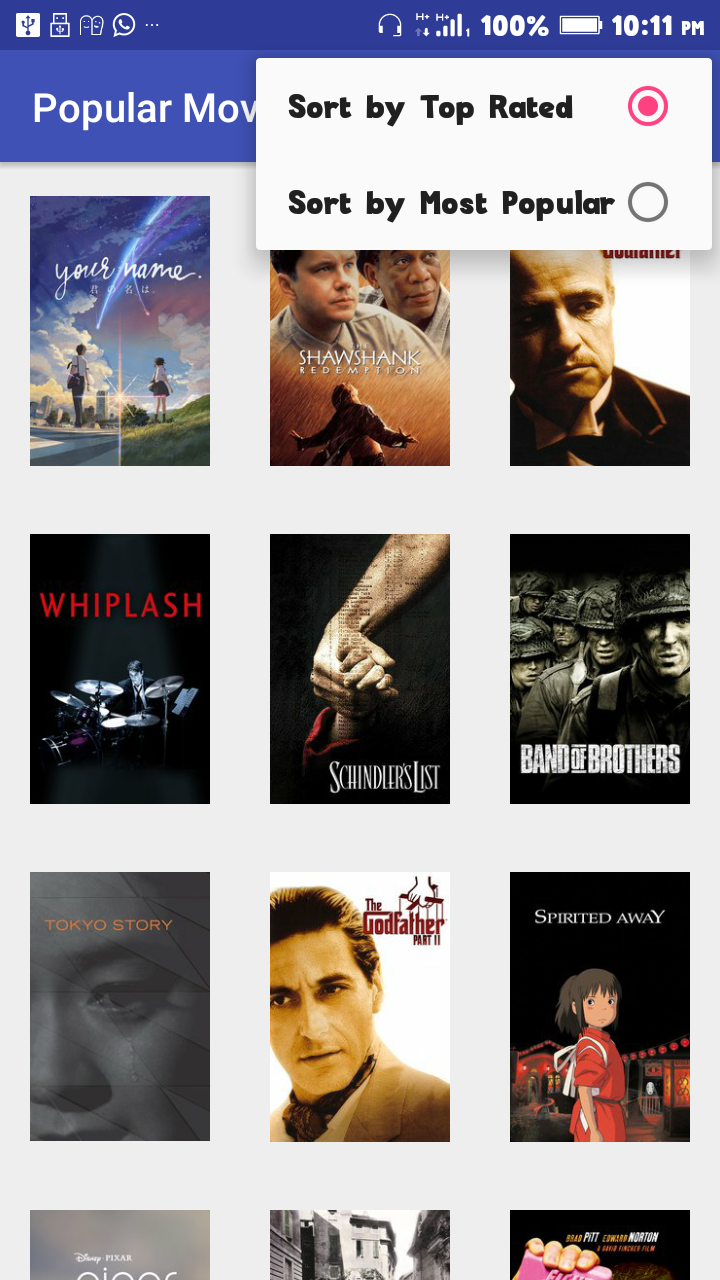 H+ H+ 1 100% 10:11 PM
Popular Mov
Sort by Top Rated
Sort by Most Popular
your name.
君の名は。
THE
SHAWSHANK
REDEMPTION
Godfather
WHIPLASH
SCHINDLER'S LIST
BAND OF BROTHERS
TOKYO STORY
The
Godfather
PART II
SPIRITED AWAY
Disney · PIXAR
BRAD PITT EDWARD NORTON
A DAVID FINCHER FILM